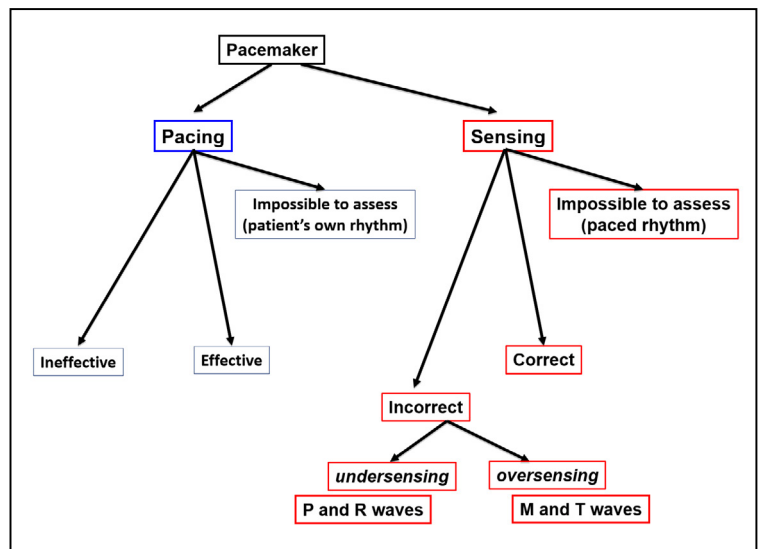 Pacemaker
Pacing
Sensing
Impossible to assess
(patient's own rhythm)
Impossible to assess
(paced rhythm)
Ineffective
Effective
Correct
Incorrect
undersensing
oversensing
P and R waves
M and T waves